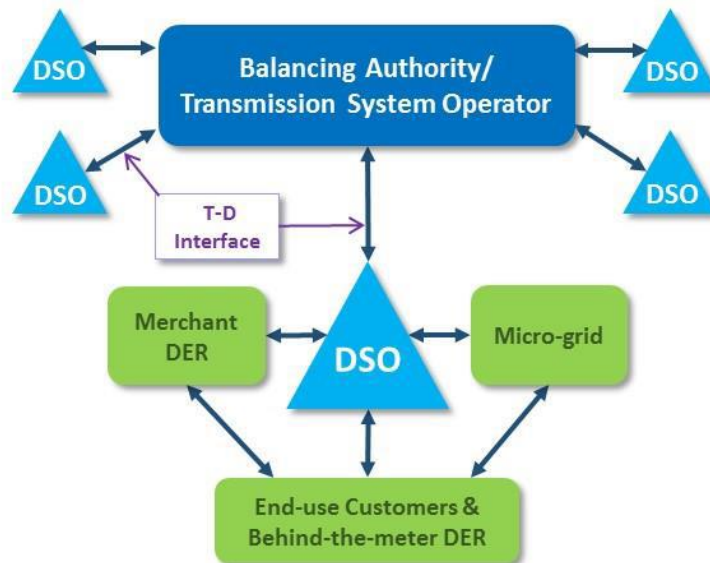 DSO
Balancing Authority/
Transmission System Operator
DSO
DSO
DSO
T-D
Interface
Merchant
DER
DSO
Micro-grid
End-use Customers &
Behind-the-meter DER